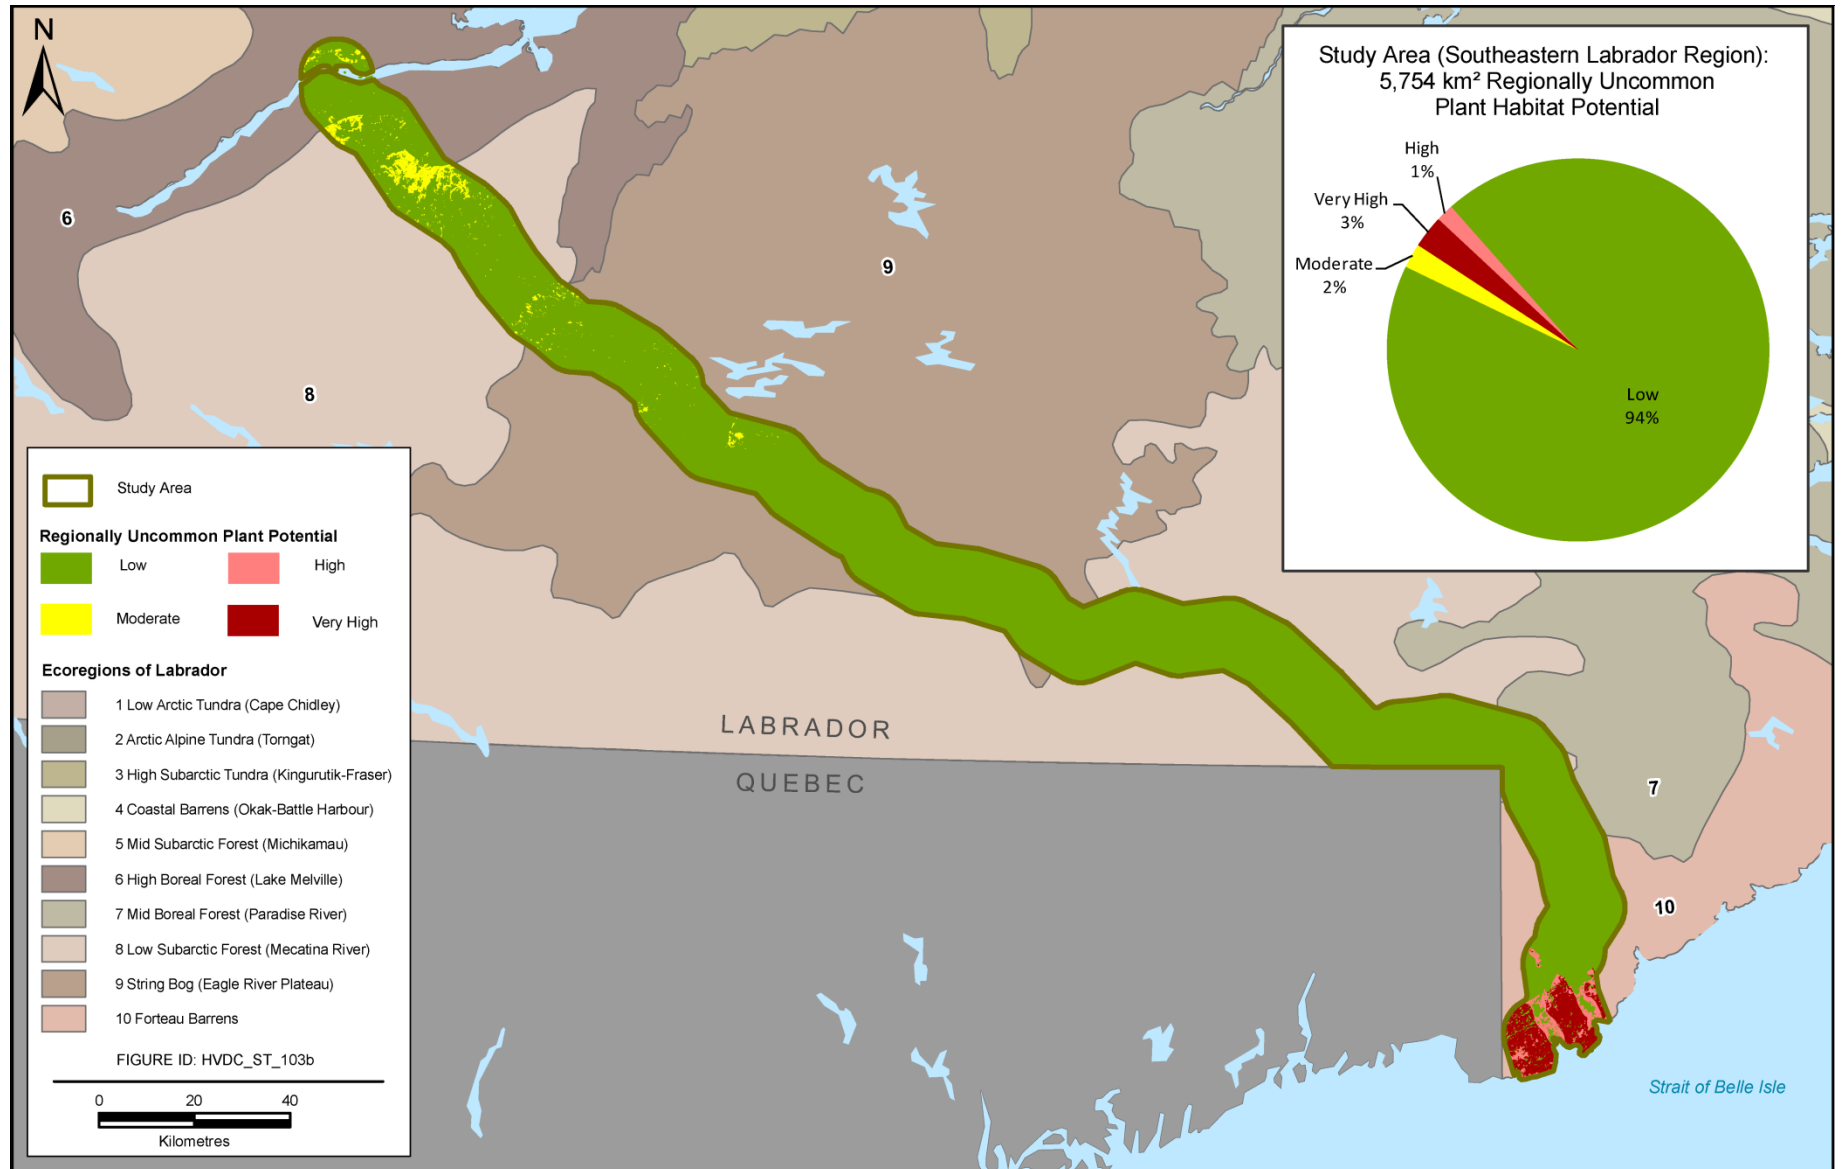 N
Study Area (Southeastern Labrador Region):
5,754 km² Regionally Uncommon
Plant Habitat Potential
High
1%
Very High
3%
Moderate
2%
Low
94%
6
9
8
7
10
LABRADOR
QUEBEC
Strait of Belle Isle
Study Area
Regionally Uncommon Plant Potential
Low
High
Moderate
Very High
Ecoregions of Labrador
1 Low Arctic Tundra (Cape Chidley)
2 Arctic Alpine Tundra (Torngat)
3 High Subarctic Tundra (Kingurutik-Fraser)
4 Coastal Barrens (Okak-Battle Harbour)
5 Mid Subarctic Forest (Michikamau)
6 High Boreal Forest (Lake Melville)
7 Mid Boreal Forest (Paradise River)
8 Low Subarctic Forest (Mecatina River)
9 String Bog (Eagle River Plateau)
10 Forteau Barrens
FIGURE ID: HVDC_ST_103b
0 20 40
Kilometres